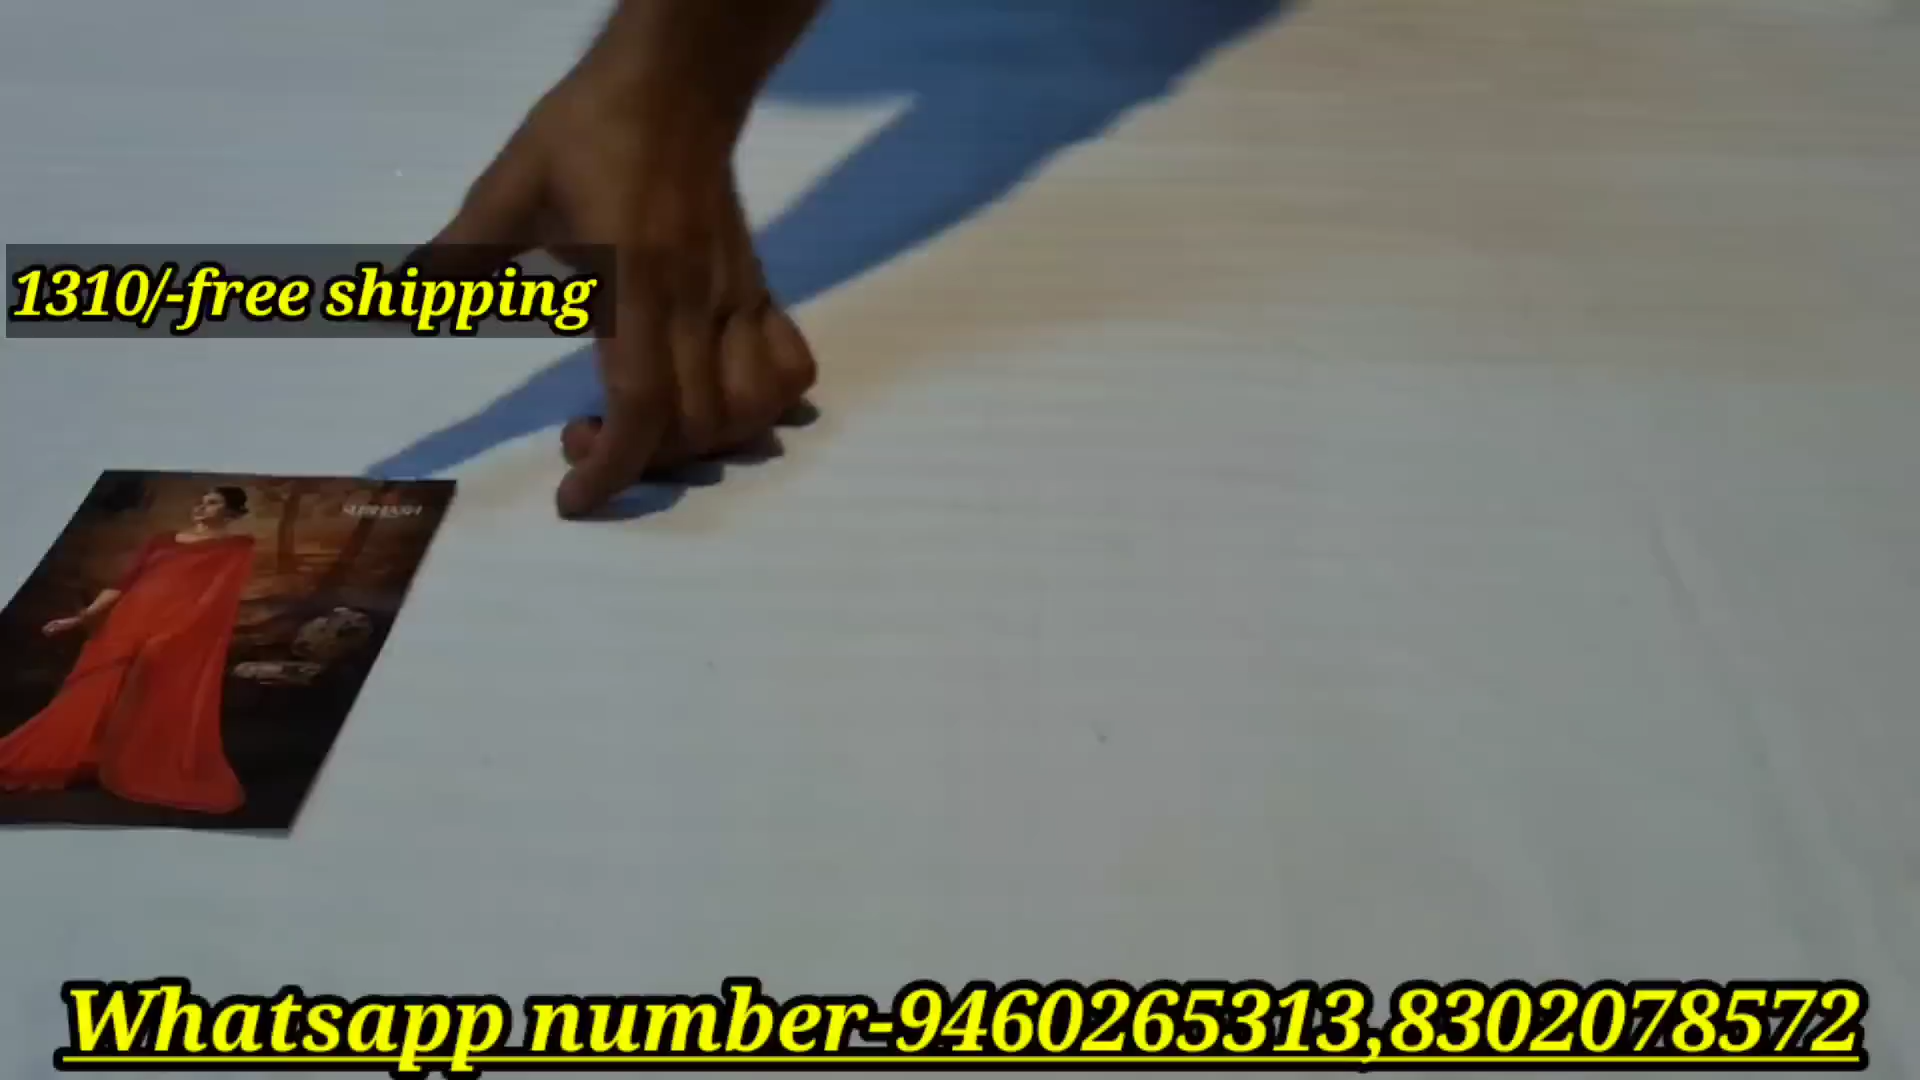 1310/-free shipping
Whatsapp number-9460265313,8302078572